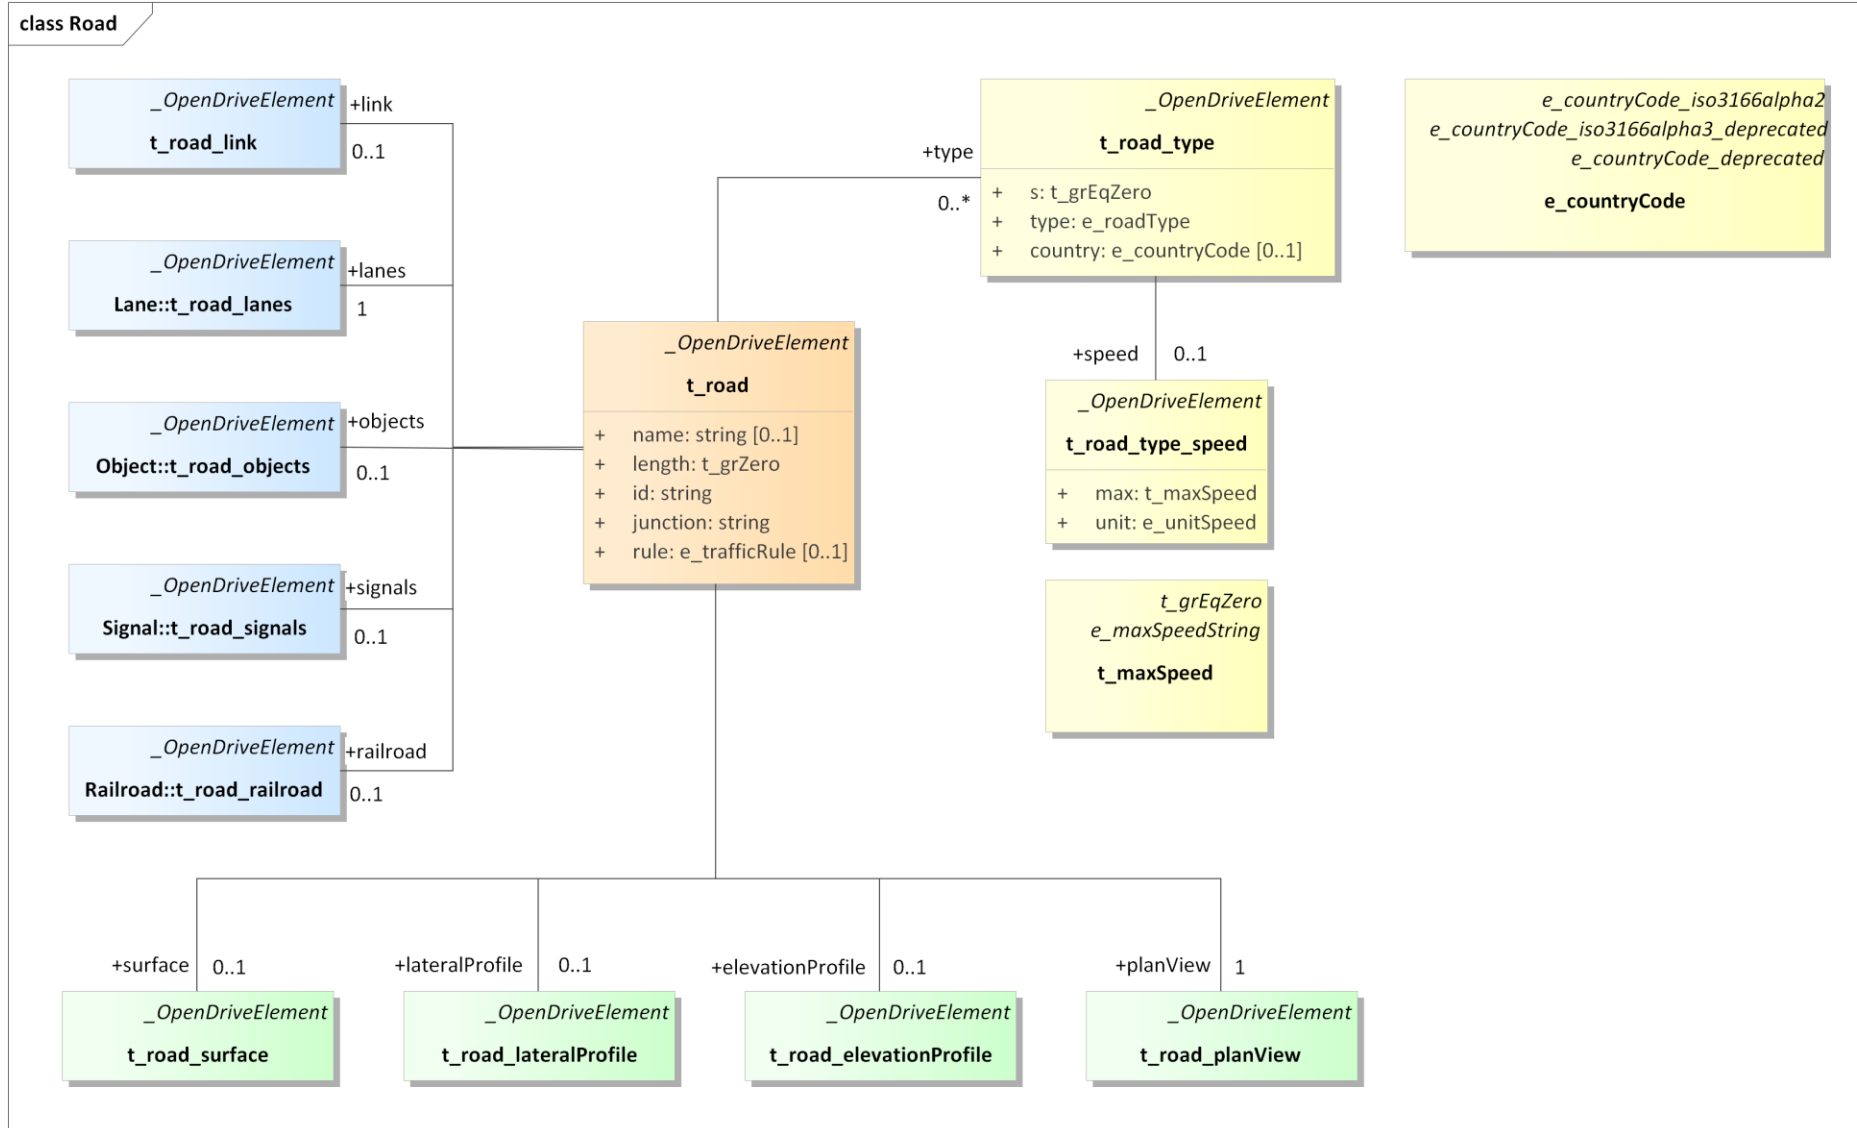 class Road
_OpenDriveElement
t_road_link
+link
0..1
_OpenDriveElement
Lane::t_road_lanes
+lanes
1
_OpenDriveElement
Object::t_road_objects
+objects
0..1
_OpenDriveElement
Signal::t_road_signals
+signals
0..1
_OpenDriveElement
Railroad::t_road_railroad
+railroad
0..1
_OpenDriveElement
t_road
+ name: string [0..1]
+ length: t_grZero
+ id: string
+ junction: string
+ rule: e_trafficRule [0..1]
+type
0..*
_OpenDriveElement
t_road_type
+ s: t_grEqZero
+ type: e_roadType
+ country: e_countryCode [0..1]
+speed 0..1
_OpenDriveElement
t_road_type_speed
+ max: t_maxSpeed
+ unit: e_unitSpeed
t_grEqZero
e_maxSpeedString
t_maxSpeed
e_countryCode_iso3166alpha2
e_countryCode_iso3166alpha3_deprecated
e_countryCode_deprecated
e_countryCode
+surface 0..1
_OpenDriveElement
t_road_surface
+lateralProfile 0..1
_OpenDriveElement
t_road_lateralProfile
+elevationProfile 0..1
_OpenDriveElement
t_road_elevationProfile
+planView 1
_OpenDriveElement
t_road_planView